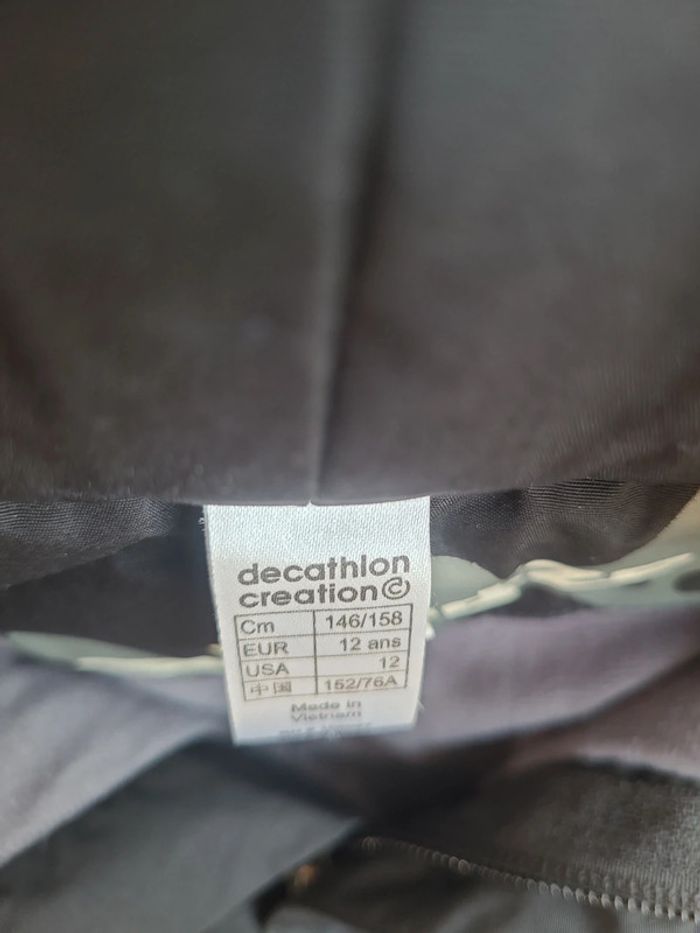 decathlon
creation©
Cm 146/158
EUR 12 ans
USA 12
中国 152/76A
Made in
Vietnam